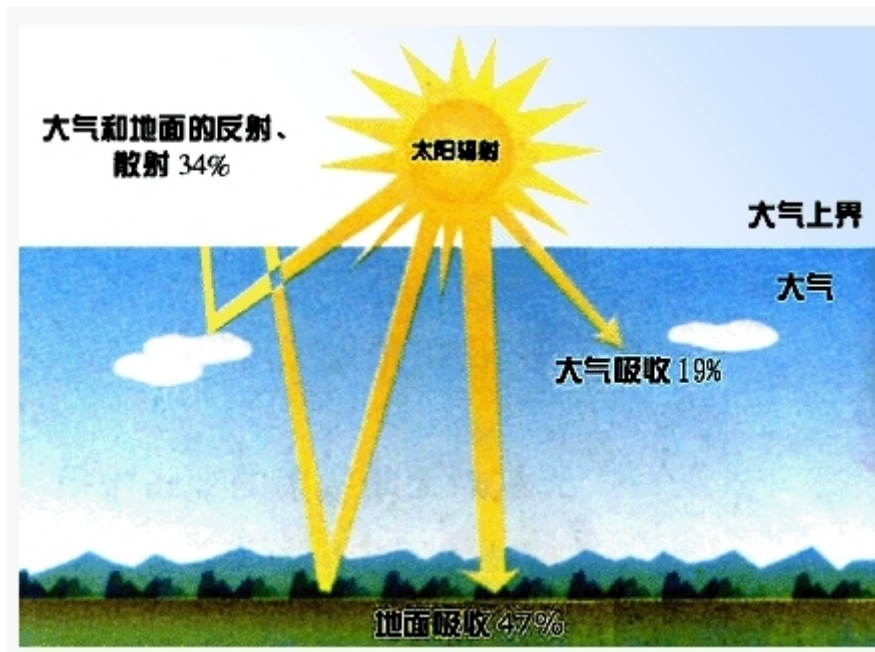 大气和地面的反射、
散射 34%
太阳辐射
大气上界
大气
大气吸收 19%
地面吸收 47%